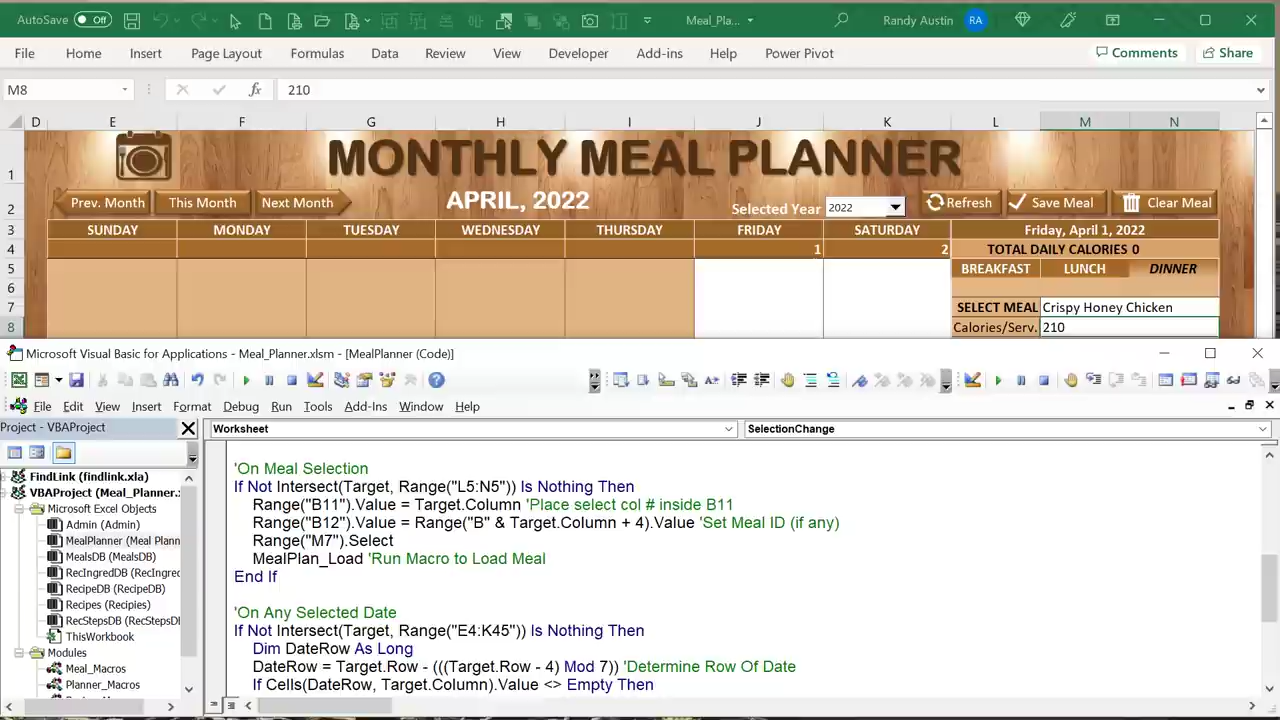 AutoSave Off Meal_Pla... Randy Austin RA
File Home Insert Page Layout Formulas Data Review View Developer Add-ins Help Power Pivot Comments Share
M8 fx 210
D E F G H I J K L M N
1 MONTHLY MEAL PLANNER
2 Prev. Month This Month Next Month APRIL, 2022 Selected Year 2022 Refresh Save Meal Clear Meal
3 SUNDAY MONDAY TUESDAY WEDNESDAY THURSDAY FRIDAY SATURDAY Friday, April 1, 2022
4 1 2 TOTAL DAILY CALORIES 0
5 BREAKFAST LUNCH DINNER
6
7 SELECT MEAL Crispy Honey Chicken
8 Calories/Serv. 210
Microsoft Visual Basic for Applications - Meal_Planner.xlsm - [MealPlanner (Code)]
File Edit View Insert Format Debug Run Tools Add-Ins Window Help
Project - VBAProject
Worksheet SelectionChange
FindLink (findlink.xla)
VBAProject (Meal_Planner.
Microsoft Excel Objects
Admin (Admin)
MealPlanner (Meal Plann
MealsDB (MealsDB)
RecIngredDB (RecIngred
RecipeDB (RecipeDB)
Recipes (Recipies)
RecStepsDB (RecStepsD
ThisWorkbook
Modules
Meal_Macros
Planner_Macros
'On Meal Selection
If Not Intersect(Target, Range("L5:N5")) Is Nothing Then
Range("B11").Value = Target.Column 'Place select col # inside B11
Range("B12").Value = Range("B" & Target.Column + 4).Value 'Set Meal ID (if any)
Range("M7").Select
MealPlan_Load 'Run Macro to Load Meal
End If
'On Any Selected Date
If Not Intersect(Target, Range("E4:K45")) Is Nothing Then
Dim DateRow As Long
DateRow = Target.Row - (((Target.Row - 4) Mod 7)) 'Determine Row Of Date
If Cells(DateRow, Target.Column).Value <> Empty Then